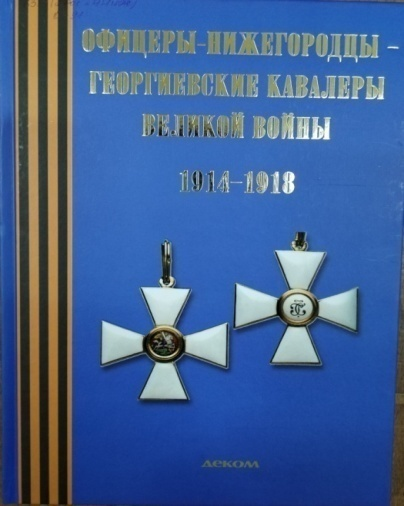 ОФИЦЕРЫ-НИЖЕГОРОДЦЫ –
ГЕОРГИЕВСКИЕ КАВАЛЕРЫ
ВЕЛИКОЙ ВОЙНЫ
1914–1918
ДЕКОМ